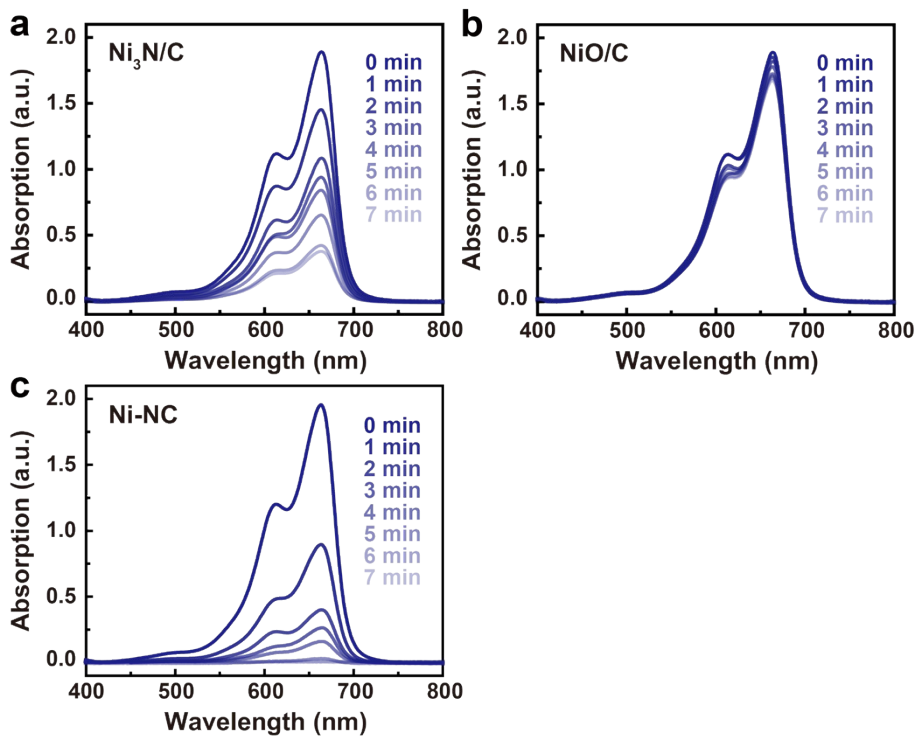 a
Ni₃N/C
0 min
1 min
2 min
3 min
4 min
5 min
6 min
7 min
2.0
1.5
1.0
0.5
0.0
Absorption (a.u.)
400 500 600 700 800
Wavelength (nm)
b
NiO/C
0 min
1 min
2 min
3 min
4 min
5 min
6 min
7 min
2.0
1.5
1.0
0.5
0.0
Absorption (a.u.)
400 500 600 700 800
Wavelength (nm)
c
Ni-NC
0 min
1 min
2 min
3 min
4 min
5 min
6 min
7 min
2.0
1.5
1.0
0.5
0.0
Absorption (a.u.)
400 500 600 700 800
Wavelength (nm)